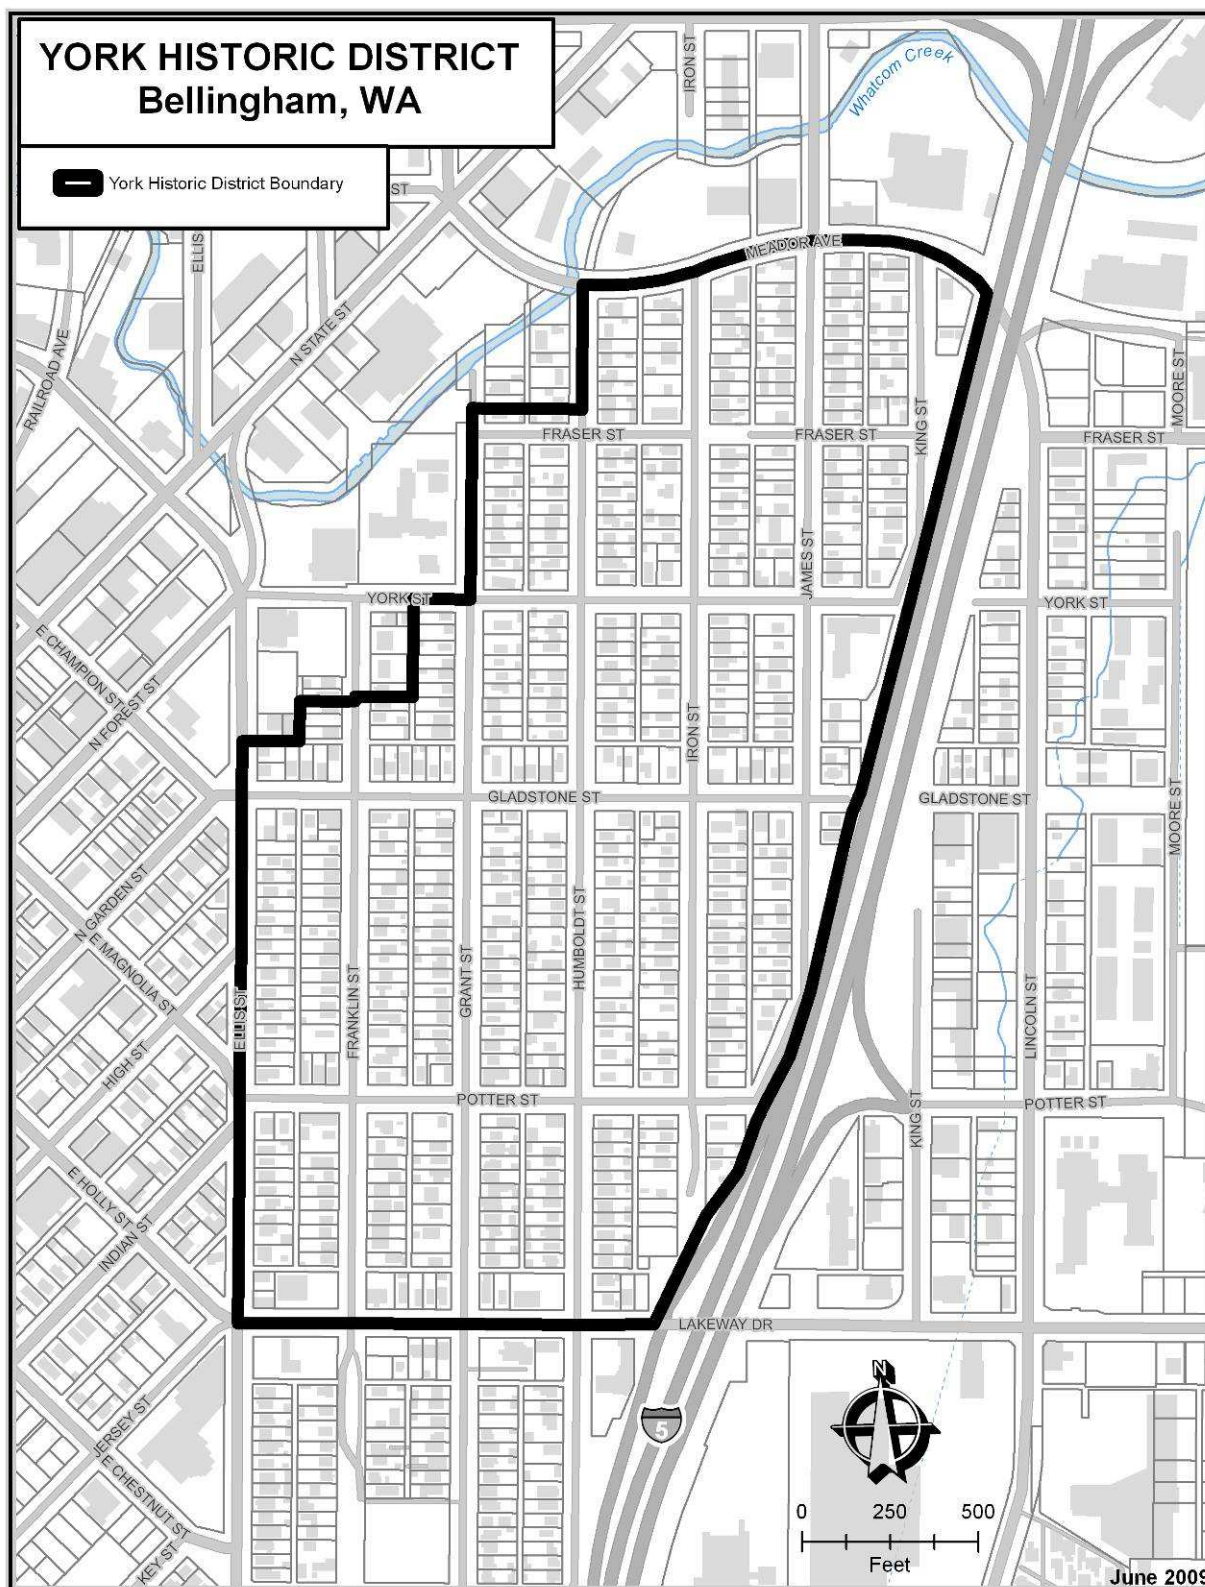 YORK HISTORIC DISTRICT
Bellingham, WA
York Historic District Boundary
ST
IRON ST
Whatcom Creek
ELLIS
MEADOR AVE
N STATE ST
RAILROAD AVE
MOORE ST
FRASER ST
FRASER ST
KING ST
FRASER ST
JAMES ST
YORK ST
YORK ST
E CHAMPION ST
N FOREST ST
IRON ST
GLADSTONE ST
GLADSTONE ST
MOORE ST
N GARDEN ST
E MAGNOLIA ST
HUMBOLDT ST
ELLIS ST
FRANKLIN ST
GRANT ST
LINCOLN ST
HIGH ST
POTTER ST
POTTER ST
KING ST
E HOLLY ST
INDIAN ST
LAKEWAY DR
N
5
JERSEY ST
E CHESTNUT ST
KEY ST
0 250 500
Feet
June 2009